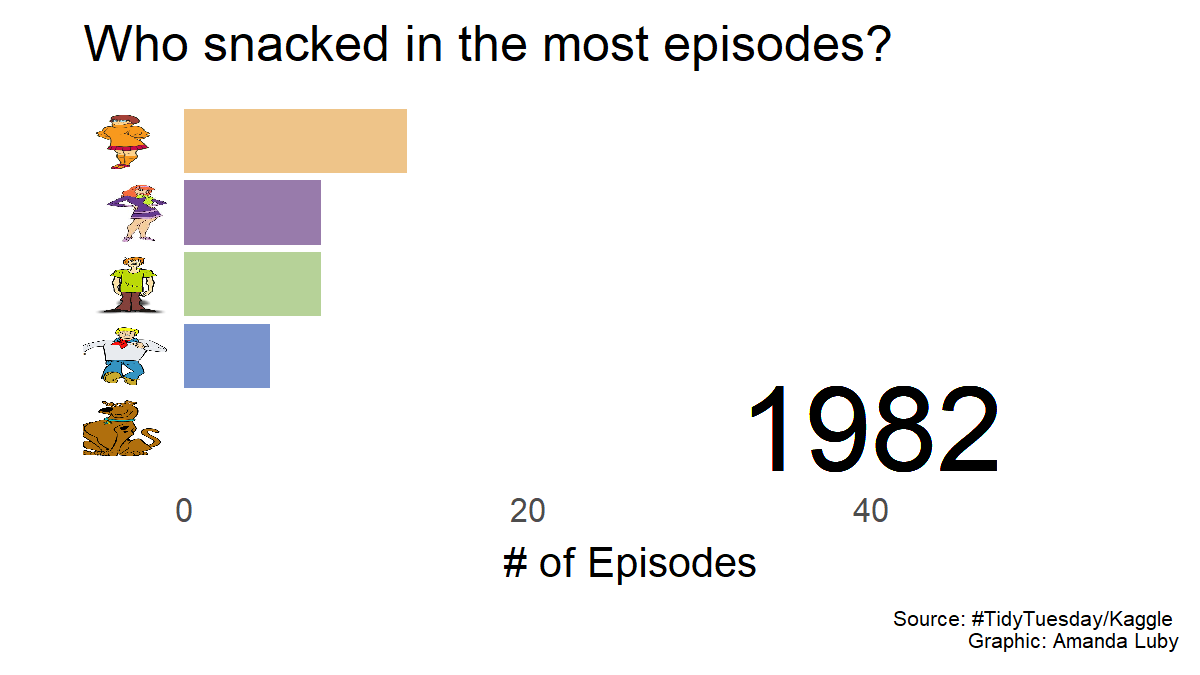 Who snacked in the most episodes?
1982
0 20 40
# of Episodes
Source: #TidyTuesday/Kaggle
Graphic: Amanda Luby